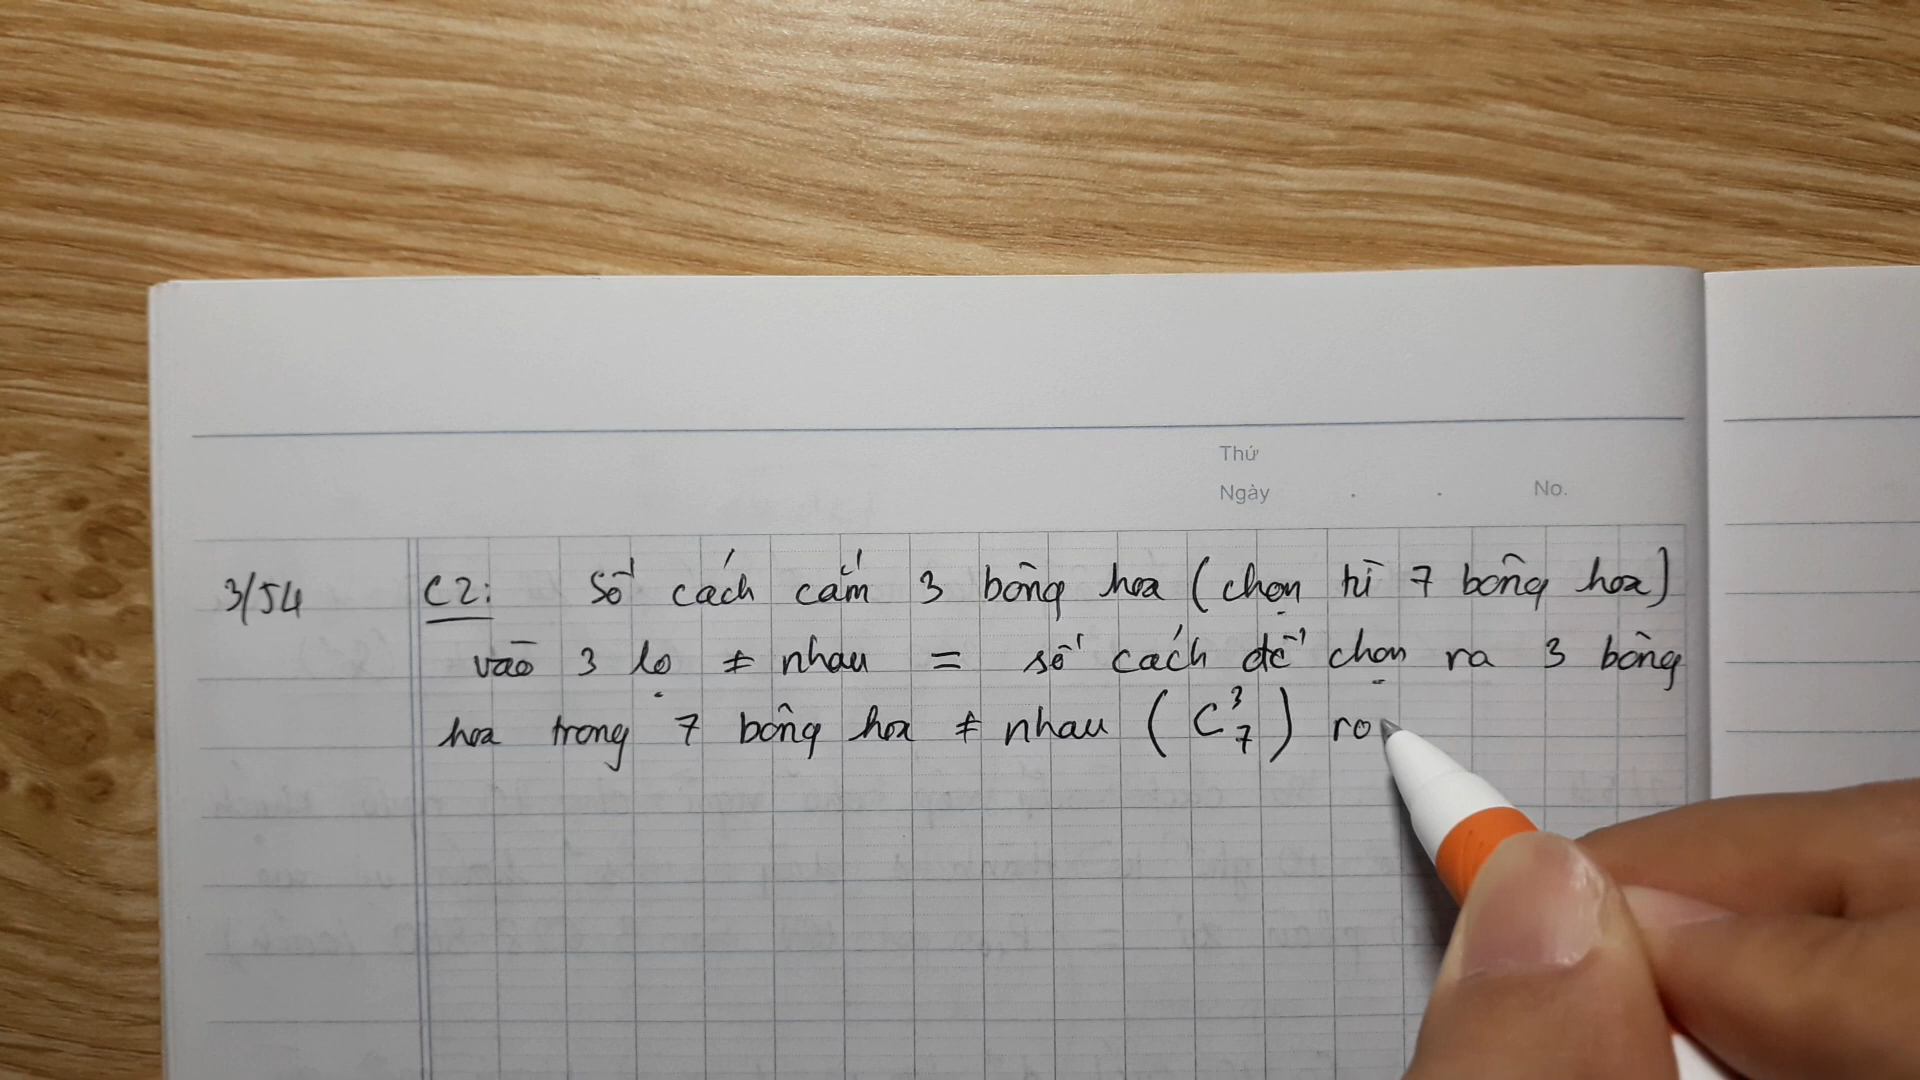 Thứ
Ngày . . No.
3/54 C2: Số cách cắm 3 bông hoa (chọn từ 7 bông hoa)
vào 3 lọ ≠ nhau = số cách để chọn ra 3 bông
hoa trong 7 bông hoa ≠ nhau (C³₇) ro